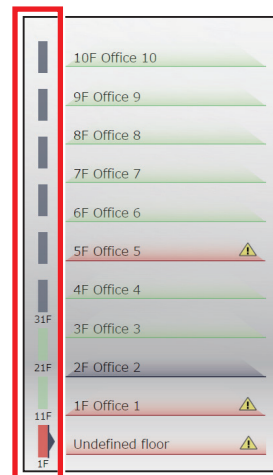 10F Office 10
9F Office 9
8F Office 8
7F Office 7
6F Office 6
5F Office 5
4F Office 4
31F
3F Office 3
21F
2F Office 2
1F Office 1
11F
Undefined floor
1F